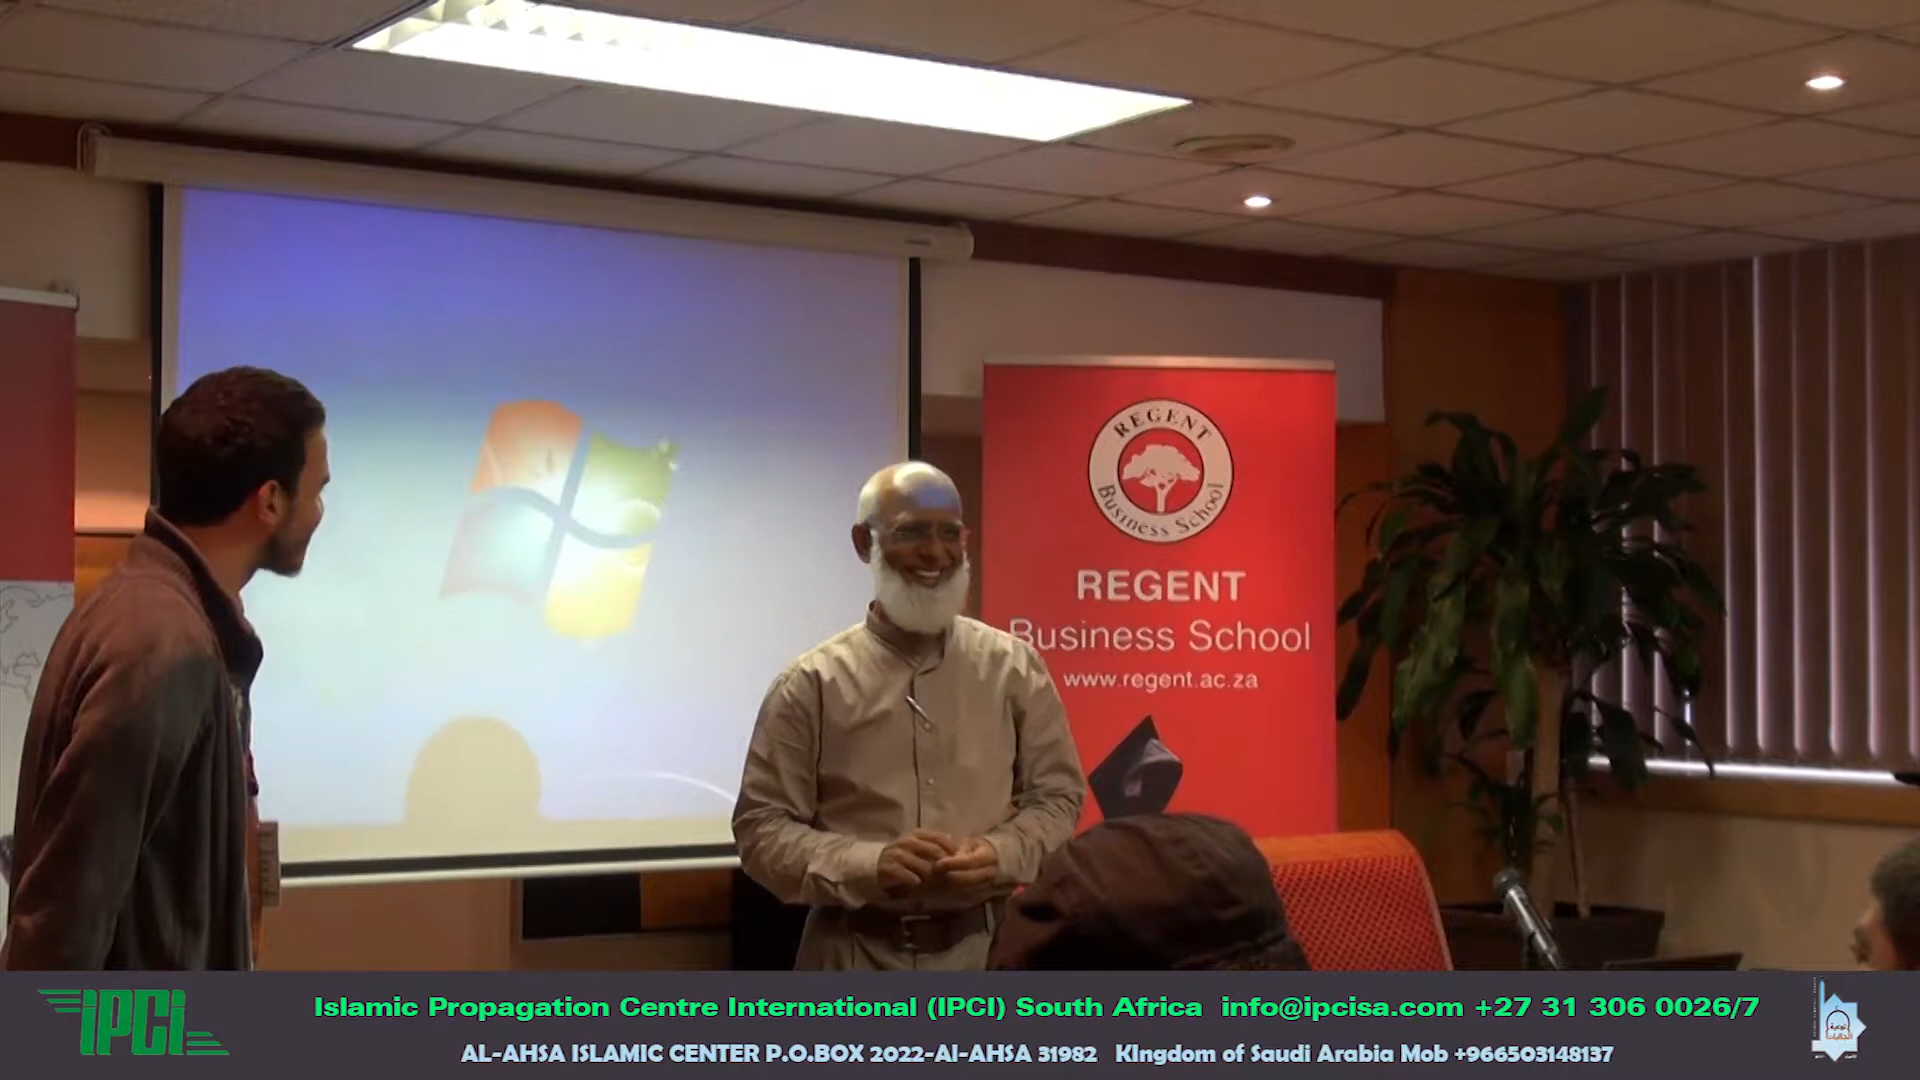 REGENT
Business School
REGENT
Business School
www.regent.ac.za
IPCI
Islamic Propagation Centre International (IPCI) South Africa info@ipcisa.com +27 31 306 0026/7
AL-AHSA ISLAMIC CENTER P.O.BOX 2022-Al-AHSA 31982 KIngdom of Saudi Arabia Mob +966503148137